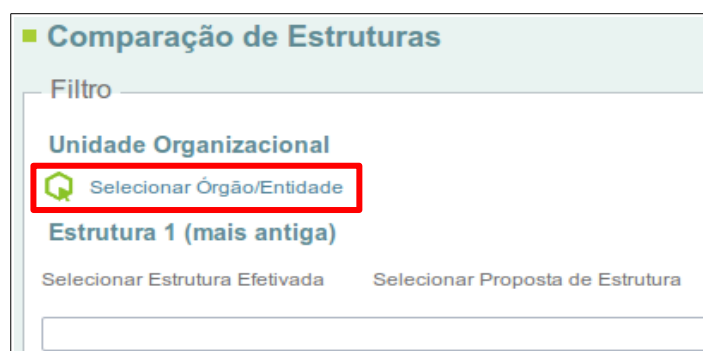 Comparação de Estruturas
Filtro
Unidade Organizacional
Selecionar Órgão/Entidade
Estrutura 1 (mais antiga)
Selecionar Estrutura Efetivada Selecionar Proposta de Estrutura